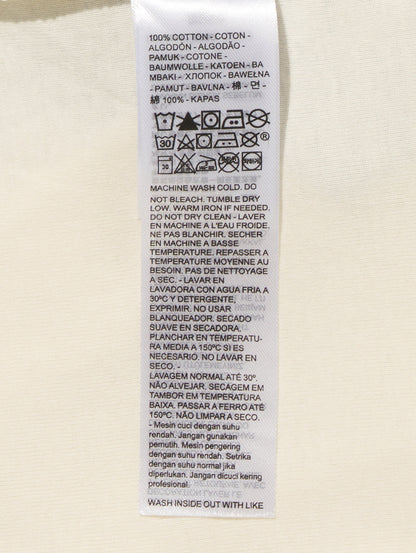 100% COTTON - COTON -
ALGODÓN - ALGODÃO -
PAMUK - COTONE -
BAUMWOLLE - KATOEN - BA
MBAKI - ХЛОПОК - BAWEŁNA
- PAMUT - BAVLNA - 棉 - 면 -
綿 100% - KAPAS
30
®
30
MACHINE WASH COLD. DO
NOT BLEACH. TUMBLE DRY
LOW. WARM IRON IF NEEDED.
DO NOT DRY CLEAN - LAVER
EN MACHINE A L'EAU FROIDE.
NE PAS BLANCHIR. SECHER
EN MACHINE A BASSE
TEMPERATURE. REPASSER A
TEMPERATURE MOYENNE AU
BESOIN. PAS DE NETTOYAGE
A SEC. - LAVAR EN
LAVADORA CON AGUA FRIA A
30ºC Y DETERGENTE,
EXPRIMIR. NO USAR
BLANQUEADOR. SECADO
SUAVE EN SECADORA.
PLANCHAR EN TEMPERATU-
RA MEDIA A 150ºC SI ES
NECESARIO. NO LAVAR EN
SECO. -
LAVAGEM NORMAL ATÉ 30º.
NÃO ALVEJAR. SECAGEM EM
TAMBOR EM TEMPERATURA
BAIXA. PASSAR A FERRO ATÉ
150ºC. NÃO LIMPAR A SECO.
- Mesin cuci dengan suhu
rendah. Jangan gunakan
pemutih. Mesin pengering
dengan suhu rendah. Setrika
dengan suhu normal jika
diperlukan. Jangan dicuci kering
profesional.
WASH INSIDE OUT WITH LIKE